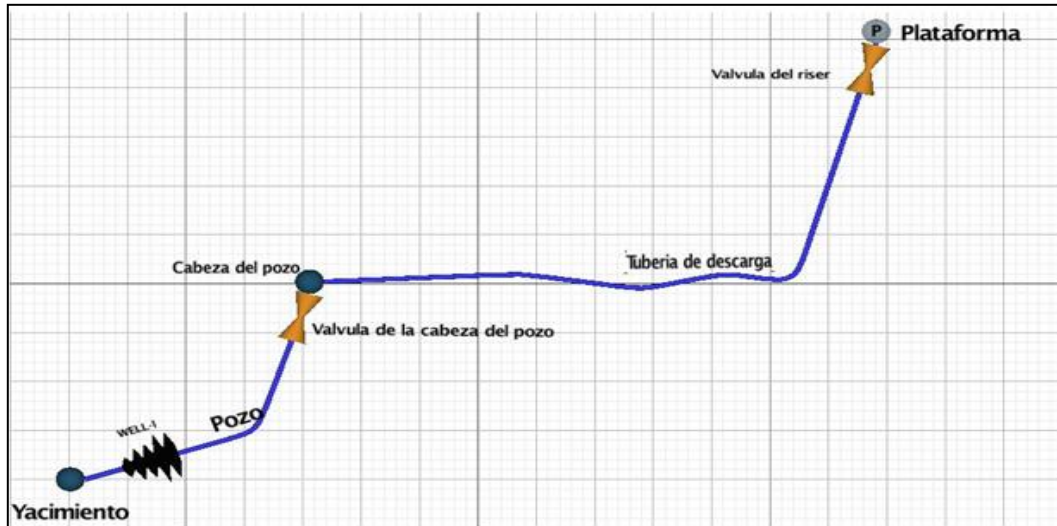 P
Plataforma
Valvula del riser
Tuberia de descarga
Cabeza del pozo
Valvula de la cabeza del pozo
Pozo
WELL-1
Yacimiento